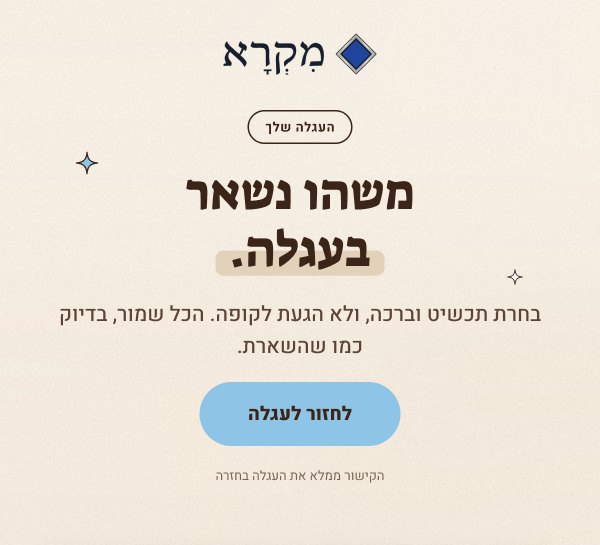 מִקְרָא
העגלה שלך
משהו נשאר
בעגלה.
בחרת תכשיט וברכה, ולא הגעת לקופה. הכל שמור, בדיוק
כמו שהשארת.
לחזור לעגלה
הקישור ממלא את העגלה בחזרה